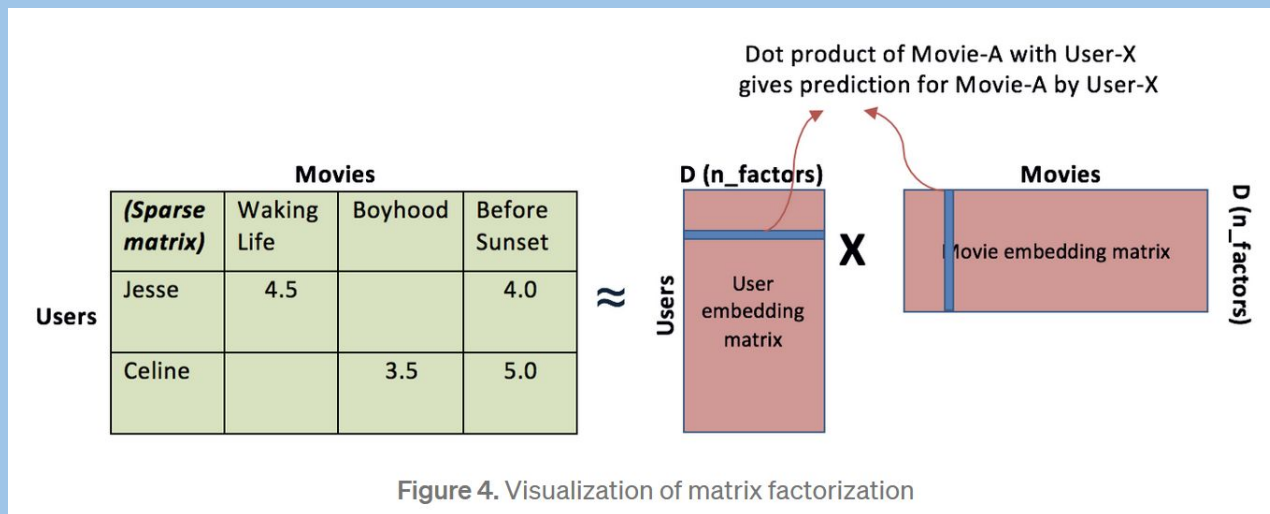 Dot product of Movie-A with User-X
gives prediction for Movie-A by User-X
Movies
(Sparse matrix) Waking Life Boyhood Before Sunset
Users
Jesse 4.5 4.0
Celine 3.5 5.0
≈
D (n_factors)
Users
User
embedding
matrix
X
Movies
Movie embedding matrix
D (n_factors)
Figure 4. Visualization of matrix factorization